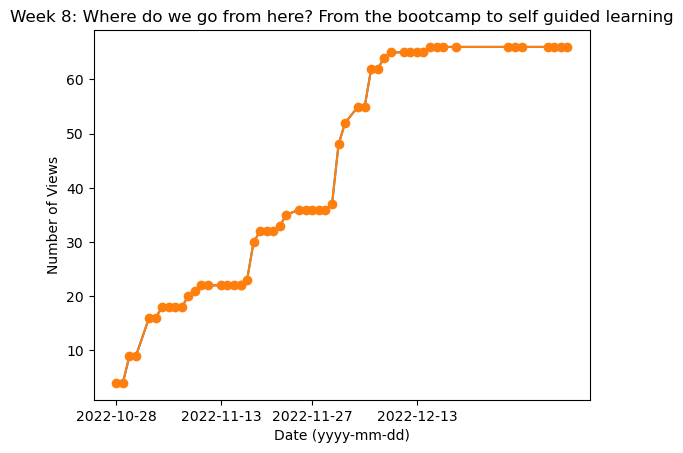 Week 8: Where do we go from here? From the bootcamp to self guided learning
60
50
40
30
20
10
Number of Views
2022-10-28 2022-11-13 2022-11-27 2022-12-13
Date (yyyy-mm-dd)